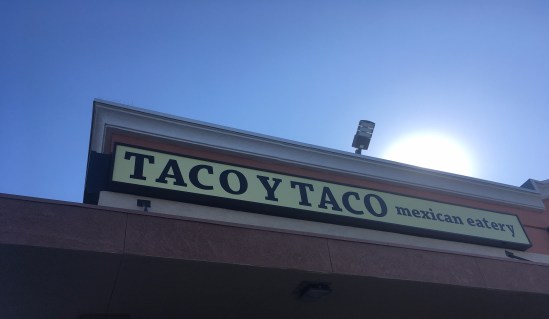 TACO Y TACO mexican eatery